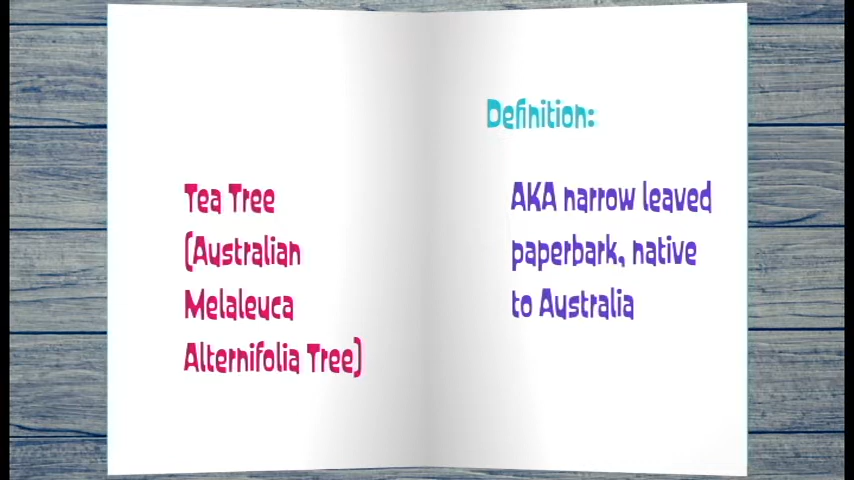 Tea Tree
(Australian
Melaleuca
Alternifolia Tree)
Definition:
AKA narrow leaved
paperbark, native
to Australia